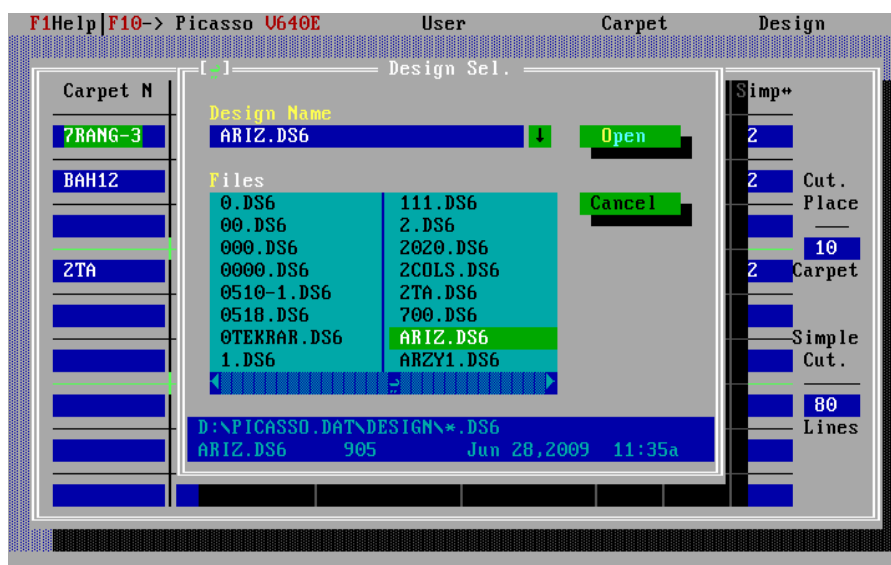 F1Help|F10-> Picasso V640E User Carpet Design
Design Sel.
Carpet N
Simp
Design Name
7RANG-3
ARIZ.DS6
Open
2
BAH12
Files
2
Cut.
Place
0.DS6
111.DS6
Cancel
00.DS6
2.DS6
000.DS6
2020.DS6
10
2TA
0000.DS6
2COLS.DS6
2
Carpet
0510-1.DS6
2TA.DS6
0518.DS6
700.DS6
0TEKRAR.DS6
ARIZ.DS6
Simple
1.DS6
ARZY1.DS6
Cut.
80
D:\PICASSO.DAT\DESIGN\*.DS6
Lines
ARIZ.DS6 905 Jun 28,2009 11:35a